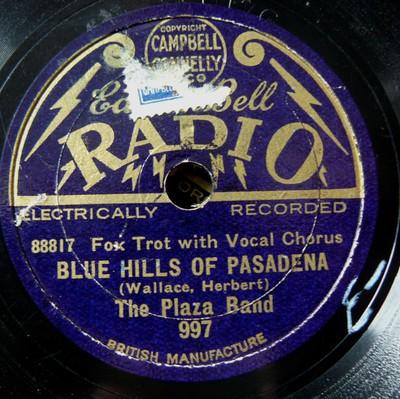 COPYRIGHT
CAMPBELL
CONNELLY
& CO
Edison Bell
RADIO
ELECTRICALLY RECORDED
88817 Fox Trot with Vocal Chorus
BLUE HILLS OF PASADENA
(Wallace, Herbert)
The Plaza Band
997
BRITISH MANUFACTURE